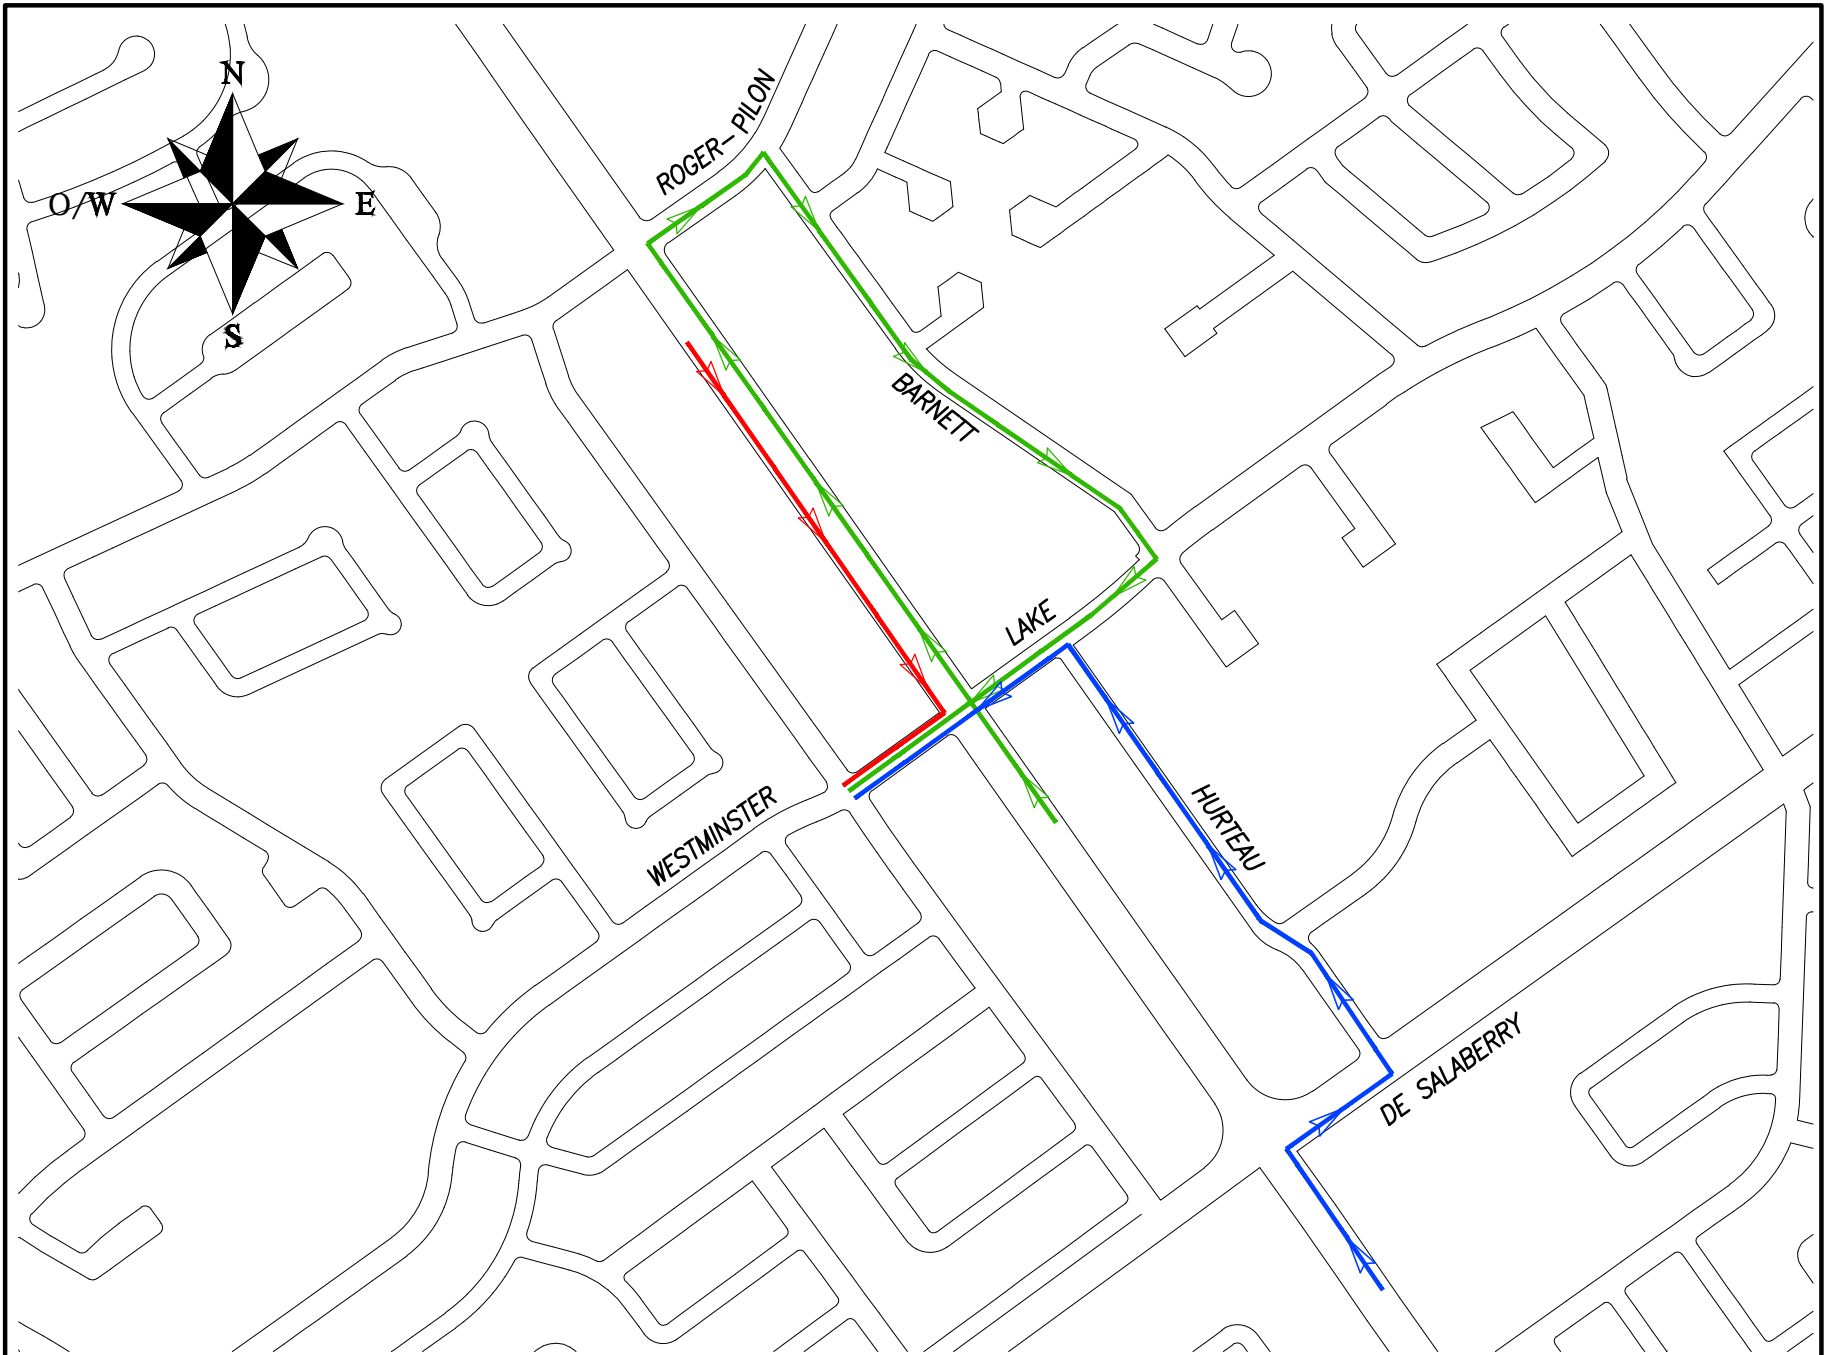 N
ROGER-PILON
O/W
E
S
BARNETT
LAKE
WESTMINSTER
HURTEAU
DE SALABERRY